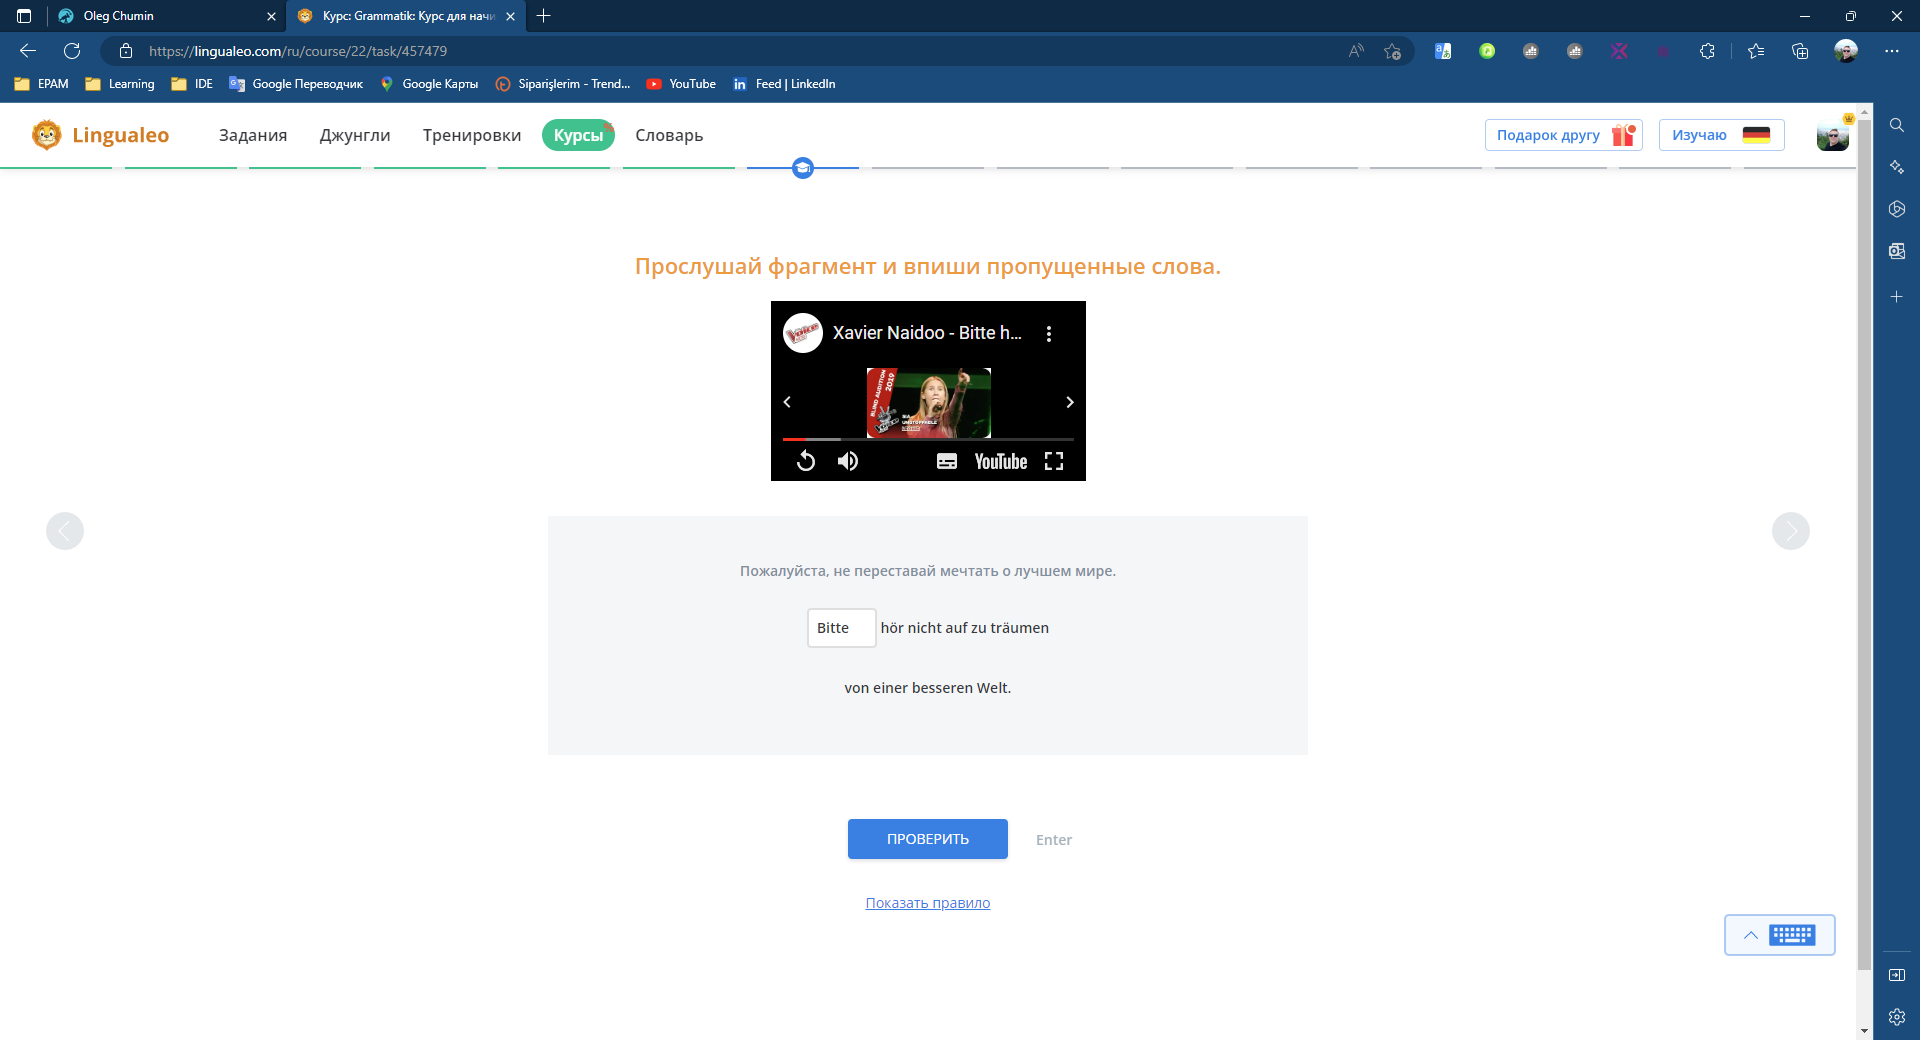 Oleg Chumin
Курс: Grammatik: Курс для начи
https://lingualeo.com/ru/course/22/task/457479
EPAM
Learning
IDE
Google Переводчик
Google Карты
Siparişlerim - Trend...
YouTube
Feed | LinkedIn
Lingualeo
Задания
Джунгли
Тренировки
Курсы
Словарь
Подарок другу
Изучаю
Прослушай фрагмент и впиши пропущенные слова.
Xavier Naidoo - Bitte h...
BLIND AUDITION
2019
YouTube
Пожалуйста, не переставай мечтать о лучшем мире.
Bitte hör nicht auf zu träumen
von einer besseren Welt.
ПРОВЕРИТЬ
Enter
Показать правило